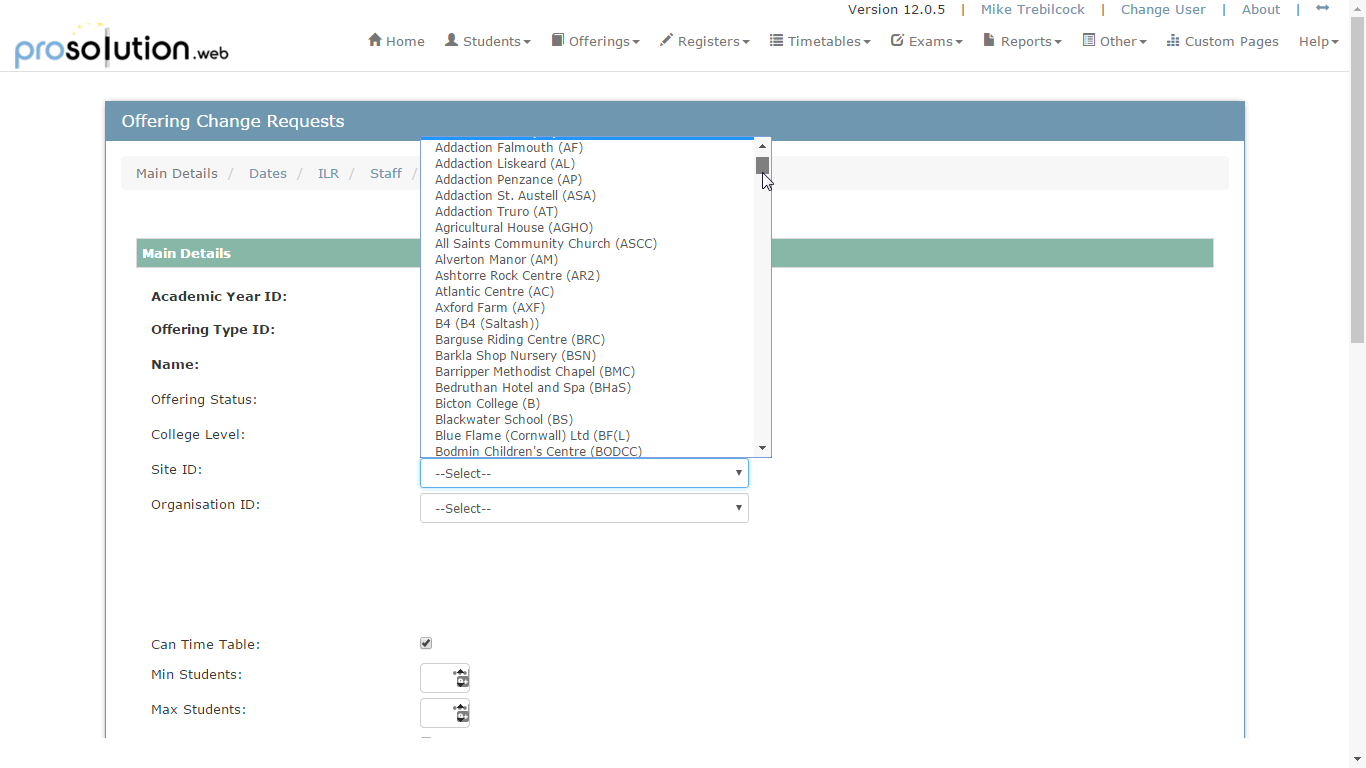 Version 12.0.5 | Mike Trebilcock | Change User | About |
prosolution.web
Home Students Offerings Registers Timetables Exams Reports Other Custom Pages Help
Offering Change Requests
Main Details / Dates / ILR / Staff /
Main Details
Academic Year ID:
Offering Type ID:
Name:
Offering Status:
College Level:
Site ID:
Organisation ID:
Addaction Falmouth (AF)
Addaction Liskeard (AL)
Addaction Penzance (AP)
Addaction St. Austell (ASA)
Addaction Truro (AT)
Agricultural House (AGHO)
All Saints Community Church (ASCC)
Alverton Manor (AM)
Ashtorre Rock Centre (AR2)
Atlantic Centre (AC)
Axford Farm (AXF)
B4 (B4 (Saltash))
Barguse Riding Centre (BRC)
Barkla Shop Nursery (BSN)
Barripper Methodist Chapel (BMC)
Bedruthan Hotel and Spa (BHaS)
Bicton College (B)
Blackwater School (BS)
Blue Flame (Cornwall) Ltd (BF(L)
Bodmin Children's Centre (BODCC)
--Select--
--Select--
Can Time Table:
Min Students:
Max Students: